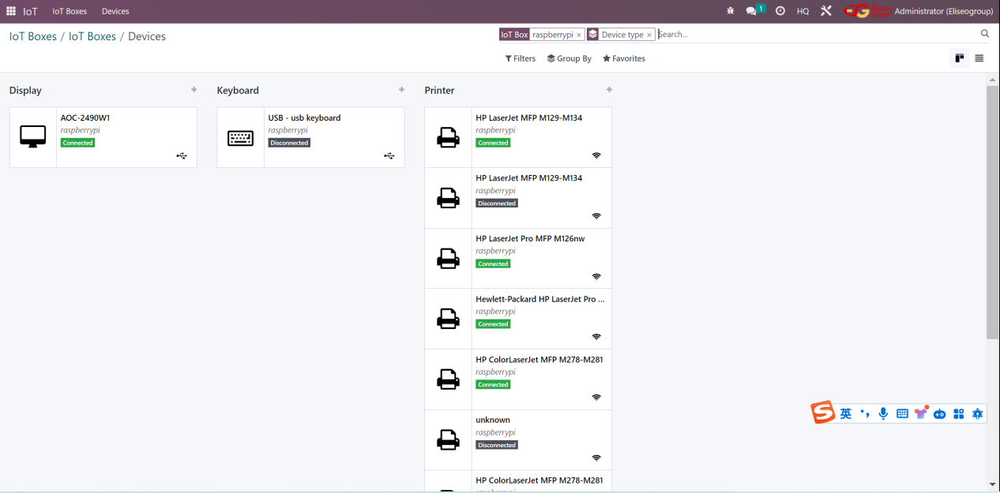 IoT IoT Boxes Devices 1 HQ Administrator (Eliseogroup)
IoT Boxes / IoT Boxes / Devices
IoT Box raspberrypi × Device type × Search...
Filters Group By Favorites
Display +
AOC-2490W1
raspberrypi
Connected
Keyboard +
USB - usb keyboard
raspberrypi
Disconnected
Printer +
HP LaserJet MFP M129-M134
raspberrypi
Connected
HP LaserJet MFP M129-M134
raspberrypi
Disconnected
HP LaserJet Pro MFP M126nw
raspberrypi
Connected
Hewlett-Packard HP LaserJet Pro ...
raspberrypi
Connected
HP ColorLaserJet MFP M278-M281
raspberrypi
Connected
unknown
raspberrypi
Disconnected
HP ColorLaserJet MFP M278-M281
raspberrypi
英